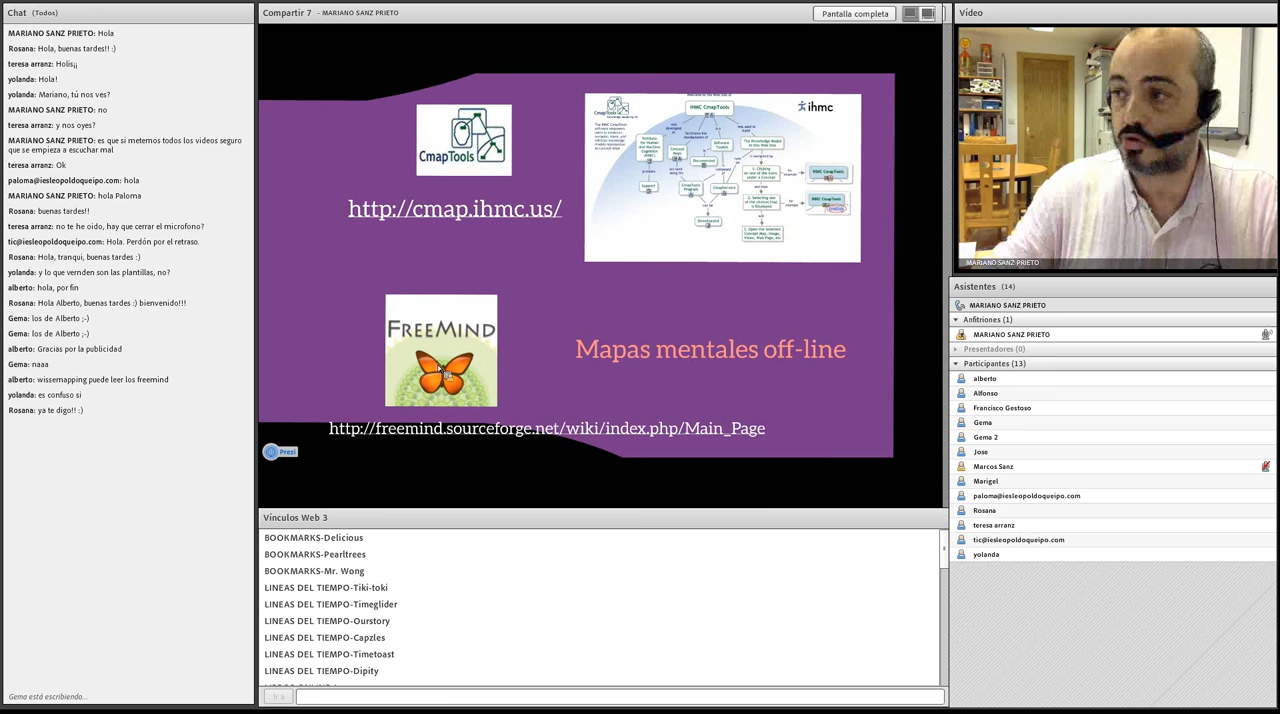 Chat (Todos)
MARIANO SANZ PRIETO: Hola
Rosana: Hola, buenas tardes!! :)
teresa arranz: Holis¡¡
yolanda: Hola!
yolanda: Mariano, tú nos ves?
MARIANO SANZ PRIETO: no
teresa arranz: y nos oyes?
MARIANO SANZ PRIETO: es que si metemos todos los videos seguro
que se empieza a escuchar mal
teresa arranz: Ok
paloma@iesleopoldoqueipo.com: hola
MARIANO SANZ PRIETO: hola Paloma
Rosana: buenas tardes!!
teresa arranz: no te he oido, hay que cerrar el microfono?
tic@iesleopoldoqueipo.com: Hola. Perdón por el retraso.
Rosana: Hola, tranqui, buenas tardes :)
yolanda: y lo que vernden son las plantillas, no?
alberto: hola, por fin
Rosana: Hola Alberto, buenas tardes :) bienvenido!!!
Gema: los de Alberto ;-)
Gema: los de Alberto ;-)
alberto: Gracias por la publicidad
Gema: naaa
alberto: wissemapping puede leer los freemind
yolanda: es confuso si
Rosana: ya te digo!! :)
Gema está escribiendo...
Compartir 7 - MARIANO SANZ PRIETO
Pantalla completa
CmapTools
http://cmap.ihmc.us/
IHMC CmapTools
ihmc
FREEMIND
Mapas mentales off-line
http://freemind.sourceforge.net/wiki/index.php/Main_Page
Prezi
Vínculos Web 3
BOOKMARKS-Delicious
BOOKMARKS-Pearltrees
BOOKMARKS-Mr. Wong
LINEAS DEL TIEMPO-Tiki-toki
LINEAS DEL TIEMPO-Timeglider
LINEAS DEL TIEMPO-Ourstory
LINEAS DEL TIEMPO-Capzles
LINEAS DEL TIEMPO-Timetoast
LINEAS DEL TIEMPO-Dipity
Ir a
Vídeo
MARIANO SANZ PRIETO
Asistentes (14)
MARIANO SANZ PRIETO
Anfitriones (1)
MARIANO SANZ PRIETO
Presentadores (0)
Participantes (13)
alberto
Alfonso
Francisco Gestoso
Gema
Gema 2
Jose
Marcos Sanz
Marigel
paloma@iesleopoldoqueipo.com
Rosana
teresa arranz
tic@iesleopoldoqueipo.com
yolanda